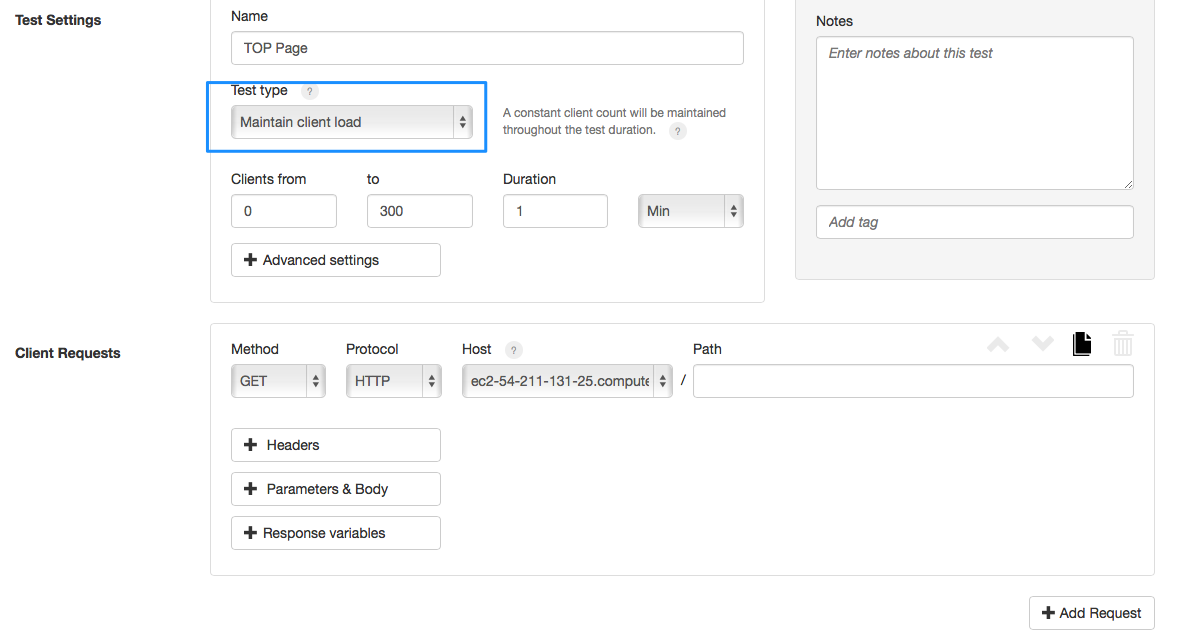 Test Settings
Name
TOP Page
Test type ?
Maintain client load
A constant client count will be maintained
throughout the test duration. ?
Clients from to Duration
0 300 1 Min
+ Advanced settings
Notes
Enter notes about this test
Add tag
Client Requests
Method Protocol Host ? Path
GET HTTP ec2-54-211-131-25.compute /
+ Headers
+ Parameters & Body
+ Response variables
+ Add Request